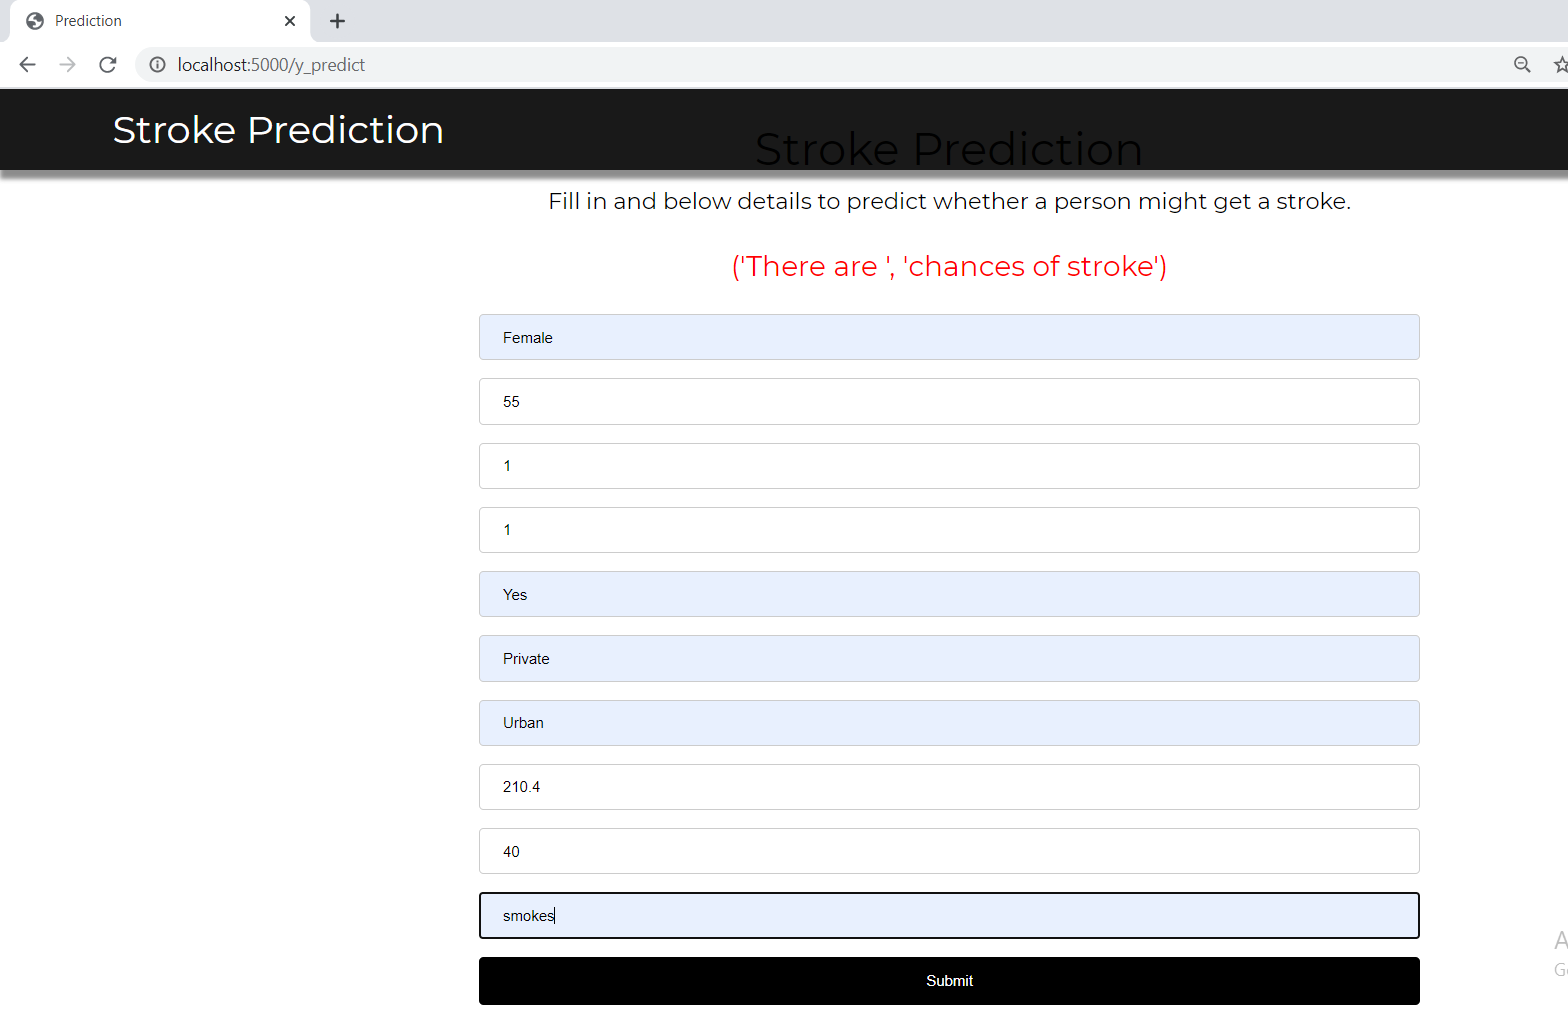 Prediction
localhost:5000/y_predict
Stroke Prediction
Stroke Prediction
Fill in and below details to predict whether a person might get a stroke.
('There are ', 'chances of stroke')
Female
55
1
1
Yes
Private
Urban
210.4
40
smokes
Submit